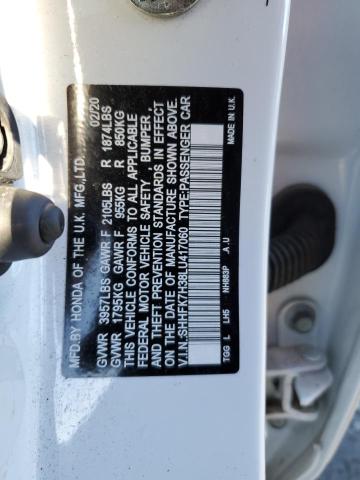 MFD.BY HONDA OF THE U.K. MFG.,LTD. 02/20
GVWR 3957LBS GAWR F 2105LBS R 1874LBS
GVWR 1795KG GAWR F 955KG R 850KG
THIS VEHICLE CONFORMS TO ALL APPLICABLE
FEDERAL MOTOR VEHICLE SAFETY, BUMPER,
AND THEFT PREVENTION STANDARDS IN EFFECT
ON THE DATE OF MANUFACTURE SHOWN ABOVE.
V.I.N.:SHHFK7H38LU417060 TYPE:PASSENGER CAR
TGG L LH5 NH883P A.U MADE IN U.K.